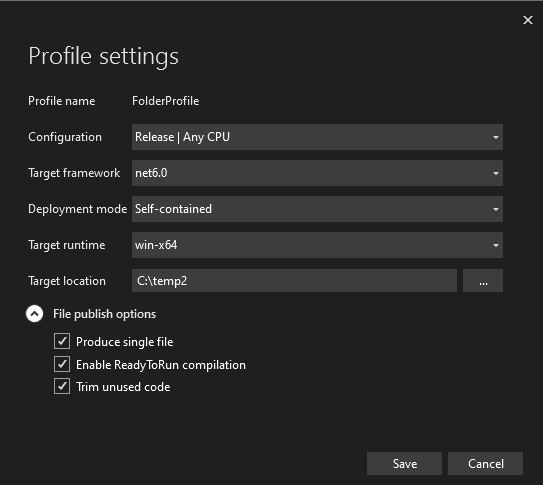 Profile settings
Profile name FolderProfile
Configuration Release | Any CPU
Target framework net6.0
Deployment mode Self-contained
Target runtime win-x64
Target location C:\temp2 ...
File publish options
Produce single file
Enable ReadyToRun compilation
Trim unused code
Save Cancel